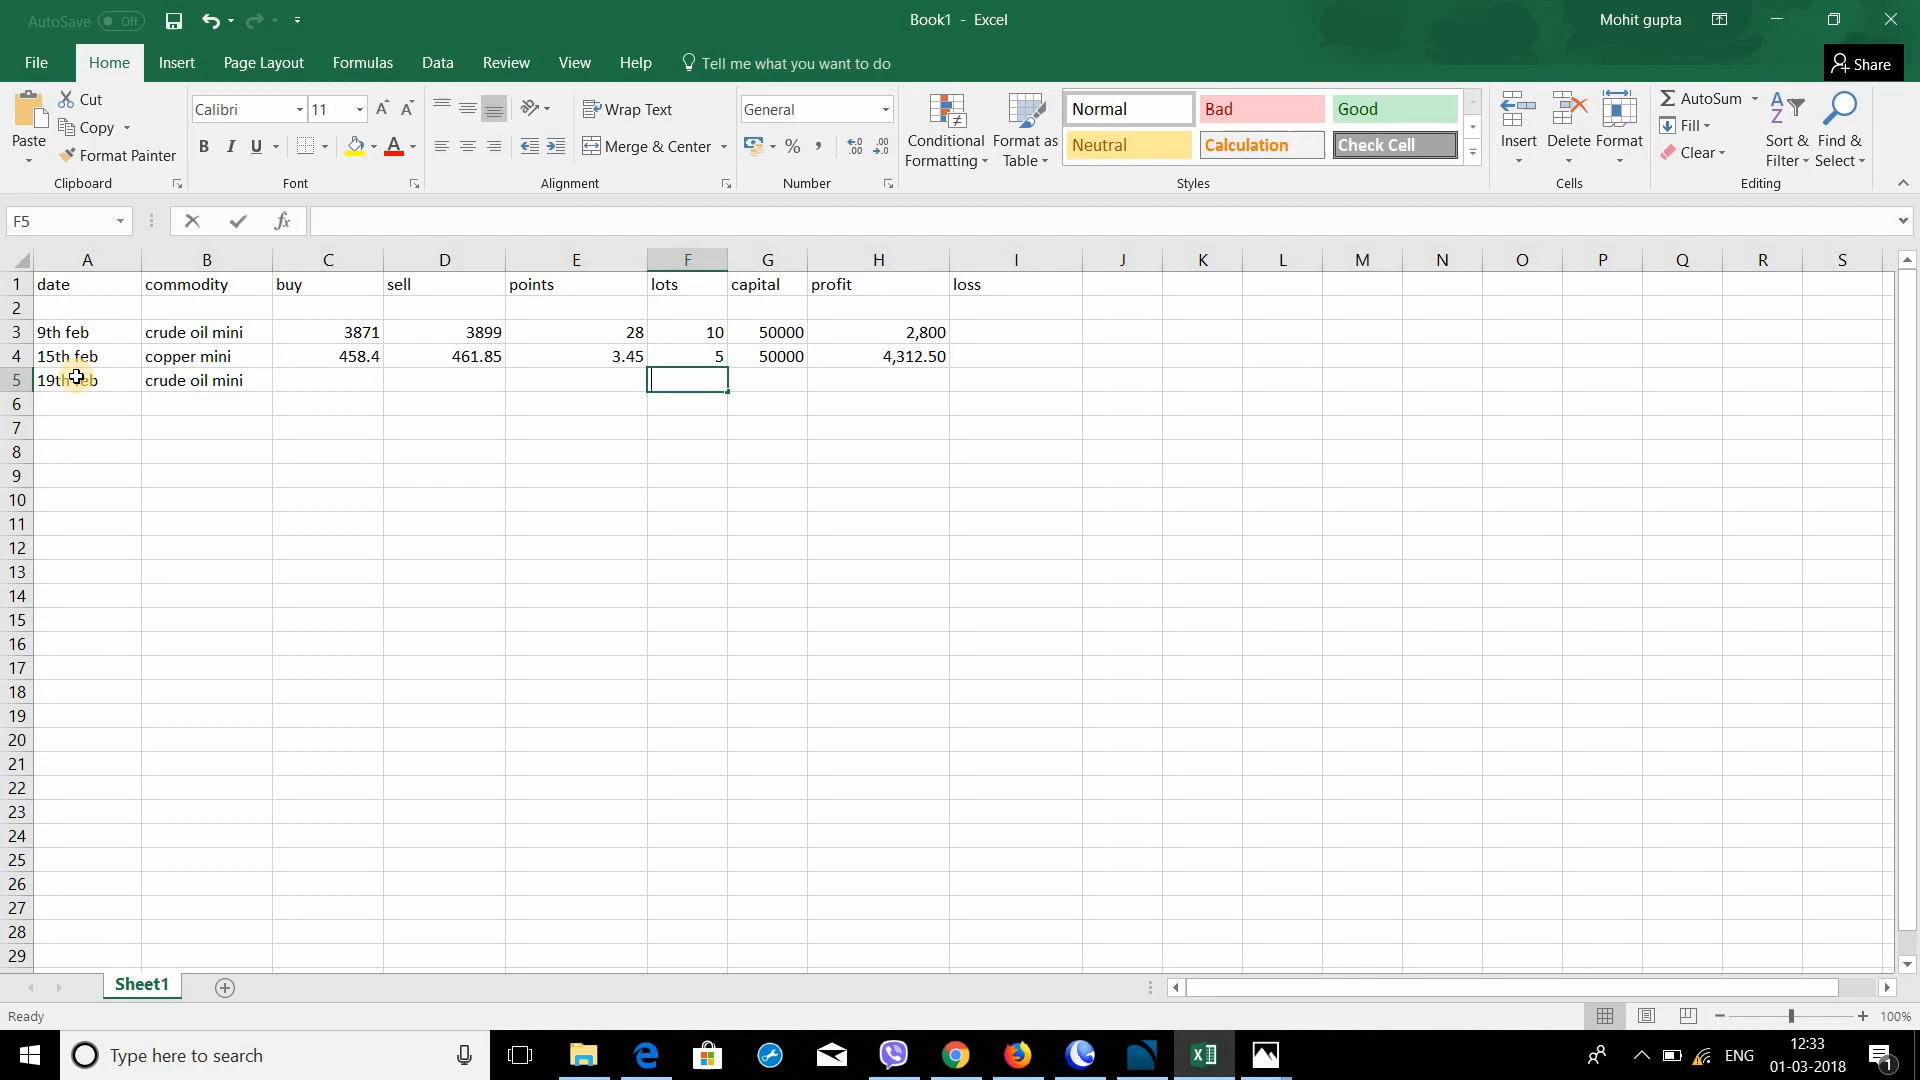 AutoSave Off
Book1 - Excel
Mohit gupta
File Home Insert Page Layout Formulas Data Review View Help Tell me what you want to do
Share
Paste
Cut
Copy
Format Painter
Clipboard
Calibri 11
B I U
Font
Wrap Text
Merge & Center
Alignment
General
%
Number
Conditional Formatting
Format as Table
Normal Bad Good
Neutral Calculation Check Cell
Styles
Insert Delete Format
Cells
AutoSum
Fill
Clear
Sort & Filter
Find & Select
Editing
F5
fx
A B C D E F G H I J K L M N O P Q R S
1 date commodity buy sell points lots capital profit loss
2
3 9th feb crude oil mini 3871 3899 28 10 50000 2,800
4 15th feb copper mini 458.4 461.85 3.45 5 50000 4,312.50
5 19th feb crude oil mini
6
7
8
9
10
11
12
13
14
15
16
17
18
19
20
21
22
23
24
25
26
27
28
29
Sheet1
Ready
100%
Type here to search
ENG
12:33
01-03-2018
1